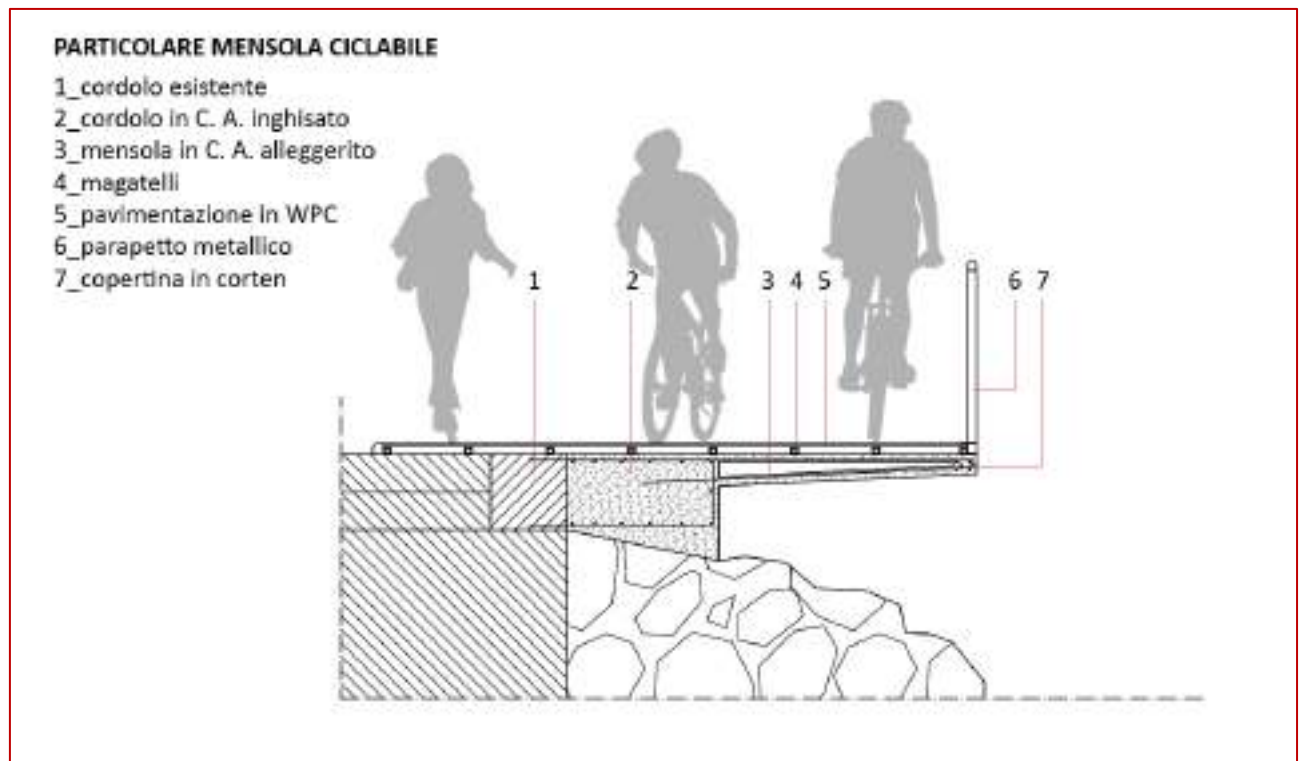 PARTICOLARE MENSOLA CICLABILE
1_cordolo esistente
2_cordolo in C. A. inghisato
3_mensola in C. A. alleggerito
4_magatelli
5_pavimentazione in WPC
6_parapetto metallico
7_copertina in corten
1 2 3 4 5 6 7